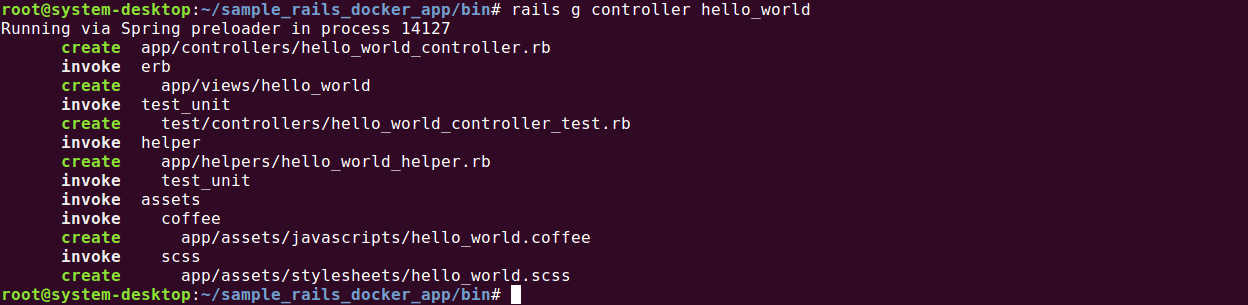 root@system-desktop:~/sample_rails_docker_app/bin# rails g controller hello_world
Running via Spring preloader in process 14127
      create  app/controllers/hello_world_controller.rb
      invoke  erb
      create    app/views/hello_world
      invoke  test_unit
      create    test/controllers/hello_world_controller_test.rb
      invoke  helper
      create    app/helpers/hello_world_helper.rb
      invoke    test_unit
      invoke  assets
      invoke    coffee
      create      app/assets/javascripts/hello_world.coffee
      invoke    scss
      create      app/assets/stylesheets/hello_world.scss
root@system-desktop:~/sample_rails_docker_app/bin#